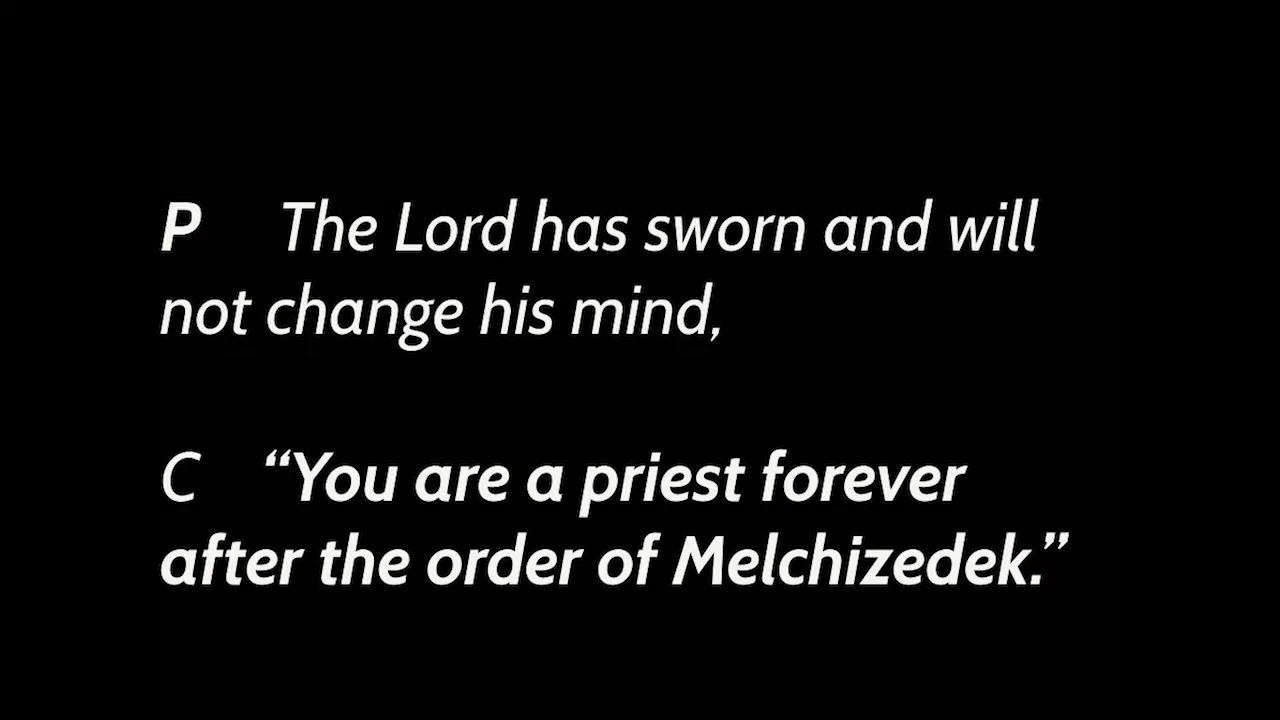 P The Lord has sworn and will
not change his mind,
C “You are a priest forever
after the order of Melchizedek.”